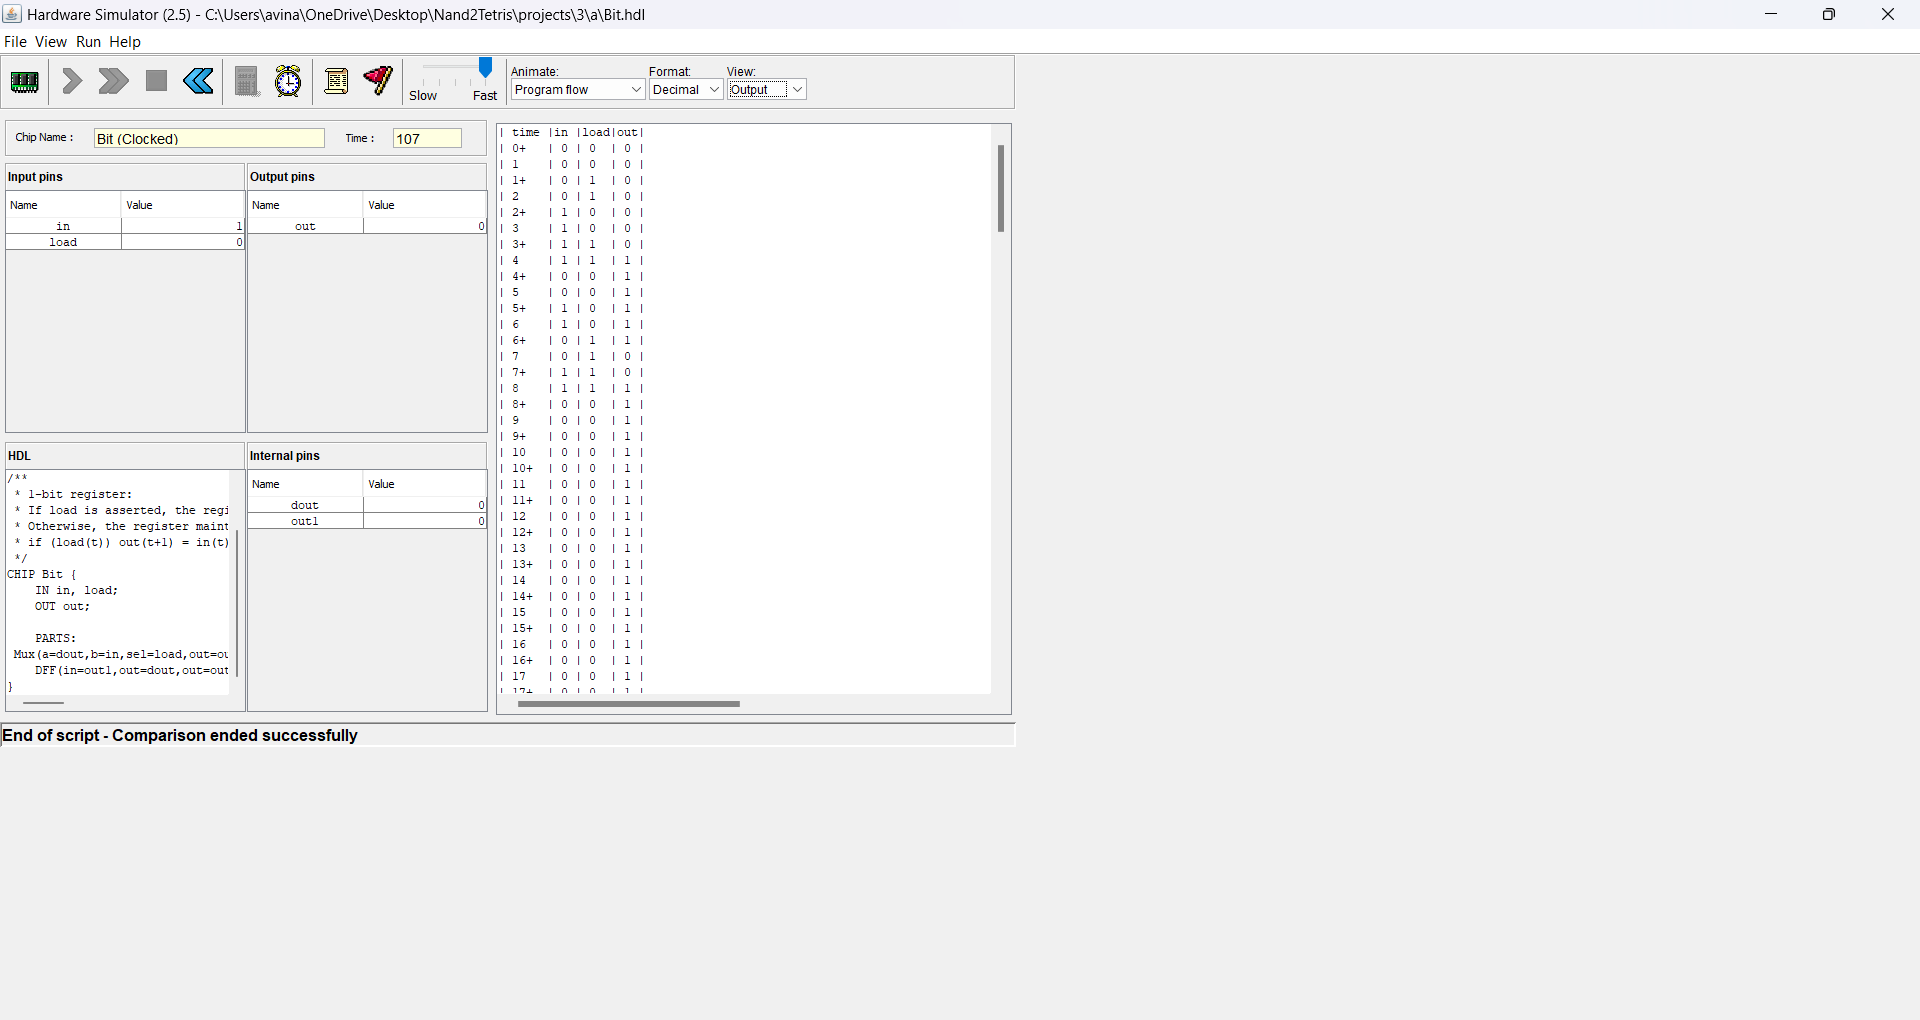 Hardware Simulator (2.5) - C:\Users\avina\OneDrive\Desktop\Nand2Tetris\projects\3\a\Bit.hdl
File View Run Help
Slow Fast
Animate: Format: View:
Program flow Decimal Output
Chip Name : Bit (Clocked) Time : 107
Input pins
Name Value
in 1
load 0
Output pins
Name Value
out 0
HDL
/**
* 1-bit register:
* If load is asserted, the regi
* Otherwise, the register maint
* if (load(t)) out(t+1) = in(t)
*/
CHIP Bit {
IN in, load;
OUT out;
PARTS:
Mux(a=dout,b=in,sel=load,out=ou
DFF(in=out1,out=dout,out=out
}
Internal pins
Name Value
dout 0
out1 0
| time |in |load|out|
| 0+ | 0 | 0 | 0 |
| 1 | 0 | 0 | 0 |
| 1+ | 0 | 1 | 0 |
| 2 | 0 | 1 | 0 |
| 2+ | 1 | 0 | 0 |
| 3 | 1 | 0 | 0 |
| 3+ | 1 | 1 | 0 |
| 4 | 1 | 1 | 1 |
| 4+ | 0 | 0 | 1 |
| 5 | 0 | 0 | 1 |
| 5+ | 1 | 0 | 1 |
| 6 | 1 | 0 | 1 |
| 6+ | 0 | 1 | 1 |
| 7 | 0 | 1 | 0 |
| 7+ | 1 | 1 | 0 |
| 8 | 1 | 1 | 1 |
| 8+ | 0 | 0 | 1 |
| 9 | 0 | 0 | 1 |
| 9+ | 0 | 0 | 1 |
| 10 | 0 | 0 | 1 |
| 10+ | 0 | 0 | 1 |
| 11 | 0 | 0 | 1 |
| 11+ | 0 | 0 | 1 |
| 12 | 0 | 0 | 1 |
| 12+ | 0 | 0 | 1 |
| 13 | 0 | 0 | 1 |
| 13+ | 0 | 0 | 1 |
| 14 | 0 | 0 | 1 |
| 14+ | 0 | 0 | 1 |
| 15 | 0 | 0 | 1 |
| 15+ | 0 | 0 | 1 |
| 16 | 0 | 0 | 1 |
| 16+ | 0 | 0 | 1 |
| 17 | 0 | 0 | 1 |
| 17+ | 0 | 0 | 1 |
End of script - Comparison ended successfully